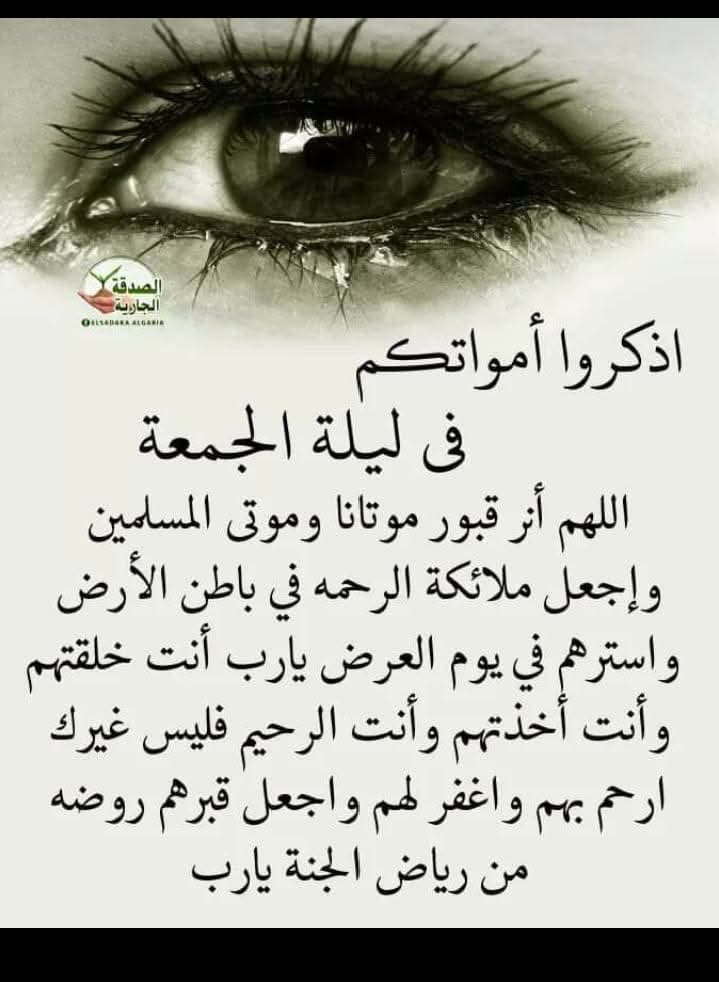 الصدقة
الجارية
ELSADAKA ALGARIA
اذكروا أمواتكم
فى ليلة الجمعة
اللهم أنر قبور موتانا وموتى المسلمين
وإجعل ملائكة الرحمه في باطن الأرض
واسترهم في يوم العرض يارب أنت خلقتهم
وأنت أخذتهم وأنت الرحيم فليس غيرك
ارحم بهم واغفر لهم واجعل قبرهم روضه
من رياض الجنة يارب